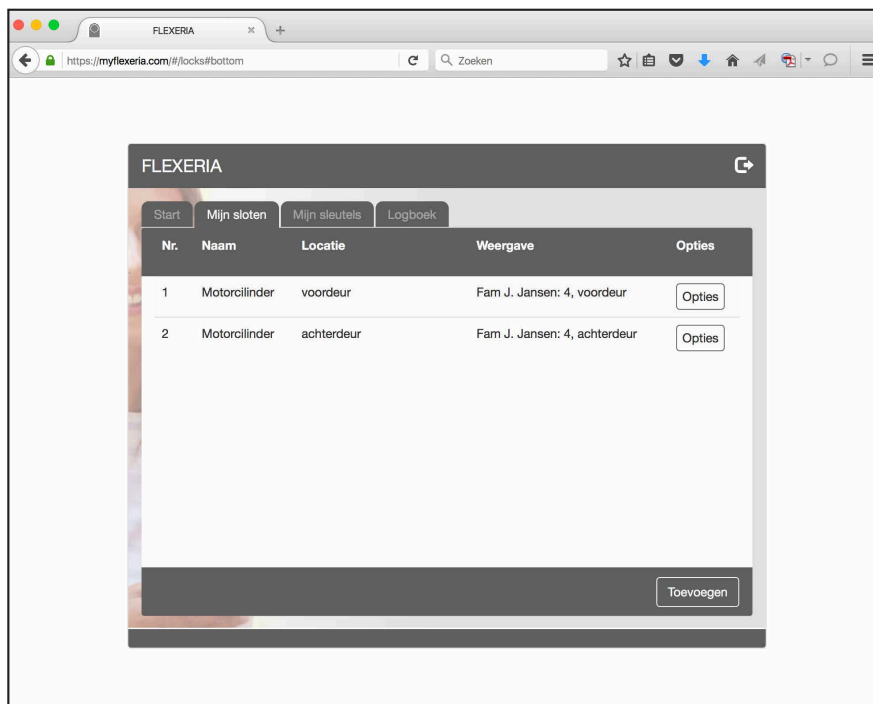 FLEXERIA
https://myflexeria.com/#/locks#bottom
Zoeken
FLEXERIA
Start Mijn sloten Mijn sleutels Logboek
Nr. Naam Locatie Weergave Opties
1 Motorcilinder voordeur Fam J. Jansen: 4, voordeur Opties
2 Motorcilinder achterdeur Fam J. Jansen: 4, achterdeur Opties
Toevoegen